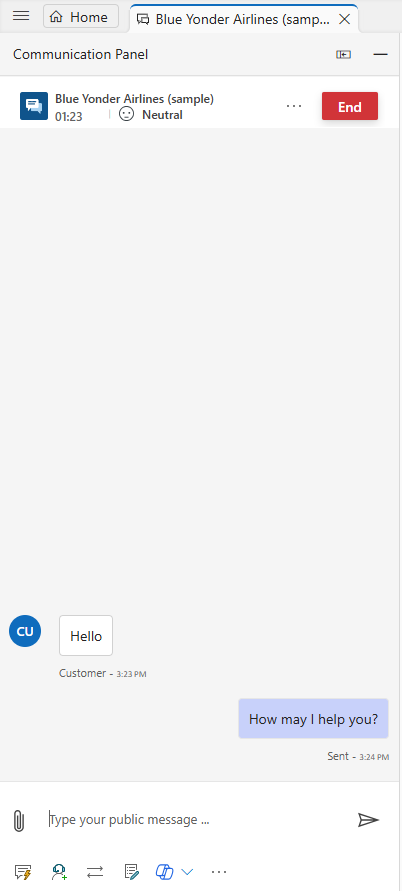 Home
Blue Yonder Airlines (samp...
Communication Panel
Blue Yonder Airlines (sample)
01:23
Neutral
End
CU
Hello
Customer - 3:23 PM
How may I help you?
Sent - 3:24 PM
Type your public message ...